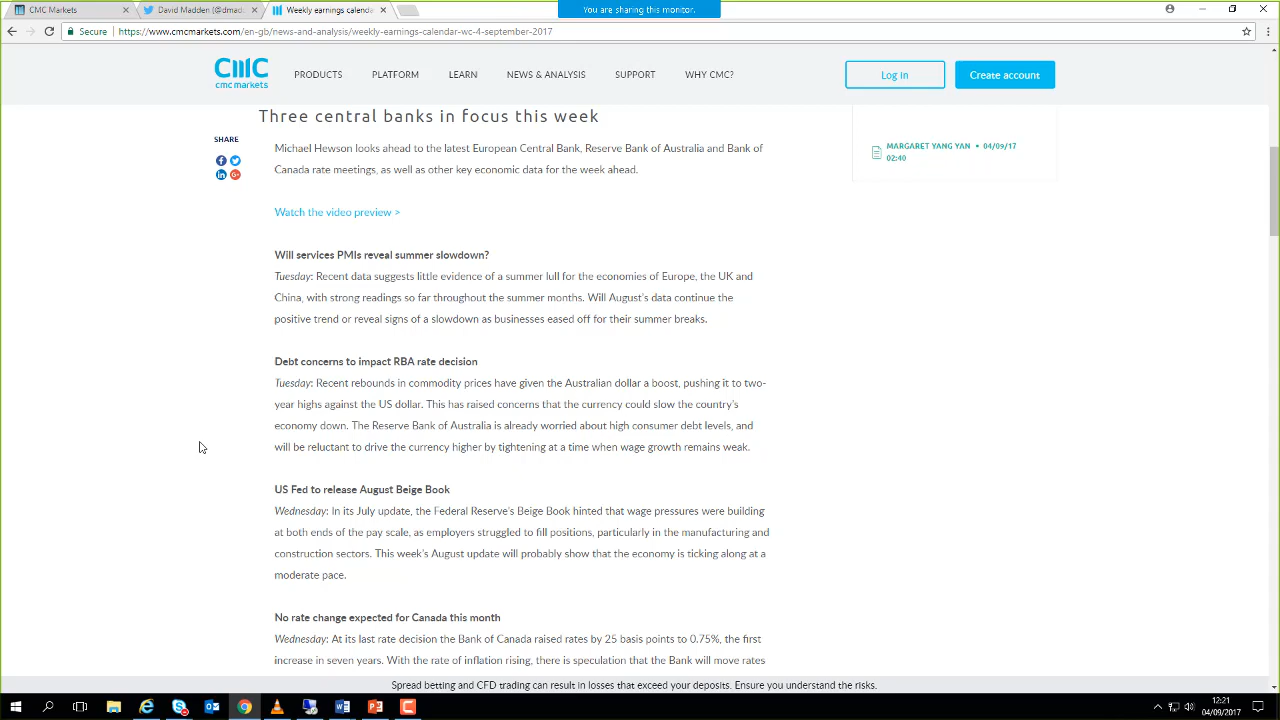 CMC Markets
David Madden (@dmad
Weekly earnings calenda
You are sharing this monitor.
Secure
https://www.cmcmarkets.com/en-gb/news-and-analysis/weekly-earnings-calendar-wc-4-september-2017
cmc markets
PRODUCTS
PLATFORM
LEARN
NEWS & ANALYSIS
SUPPORT
WHY CMC?
Log in
Create account
Three central banks in focus this week
SHARE
Michael Hewson looks ahead to the latest European Central Bank, Reserve Bank of Australia and Bank of
Canada rate meetings, as well as other key economic data for the week ahead.
MARGARET YANG YAN • 04/09/17
02:40
Watch the video preview >
Will services PMIs reveal summer slowdown?
Tuesday: Recent data suggests little evidence of a summer lull for the economies of Europe, the UK and
China, with strong readings so far throughout the summer months. Will August's data continue the
positive trend or reveal signs of a slowdown as businesses eased off for their summer breaks.
Debt concerns to impact RBA rate decision
Tuesday: Recent rebounds in commodity prices have given the Australian dollar a boost, pushing it to two-
year highs against the US dollar. This has raised concerns that the currency could slow the country's
economy down. The Reserve Bank of Australia is already worried about high consumer debt levels, and
will be reluctant to drive the currency higher by tightening at a time when wage growth remains weak.
US Fed to release August Beige Book
Wednesday: In its July update, the Federal Reserve's Beige Book hinted that wage pressures were building
at both ends of the pay scale, as employers struggled to fill positions, particularly in the manufacturing and
construction sectors. This week's August update will probably show that the economy is ticking along at a
moderate pace.
No rate change expected for Canada this month
Wednesday: At its last rate decision the Bank of Canada raised rates by 25 basis points to 0.75%, the first
increase in seven years. With the rate of inflation rising, there is speculation that the Bank will move rates
Spread betting and CFD trading can result in losses that exceed your deposits. Ensure you understand the risks.
12:21
04/09/2017